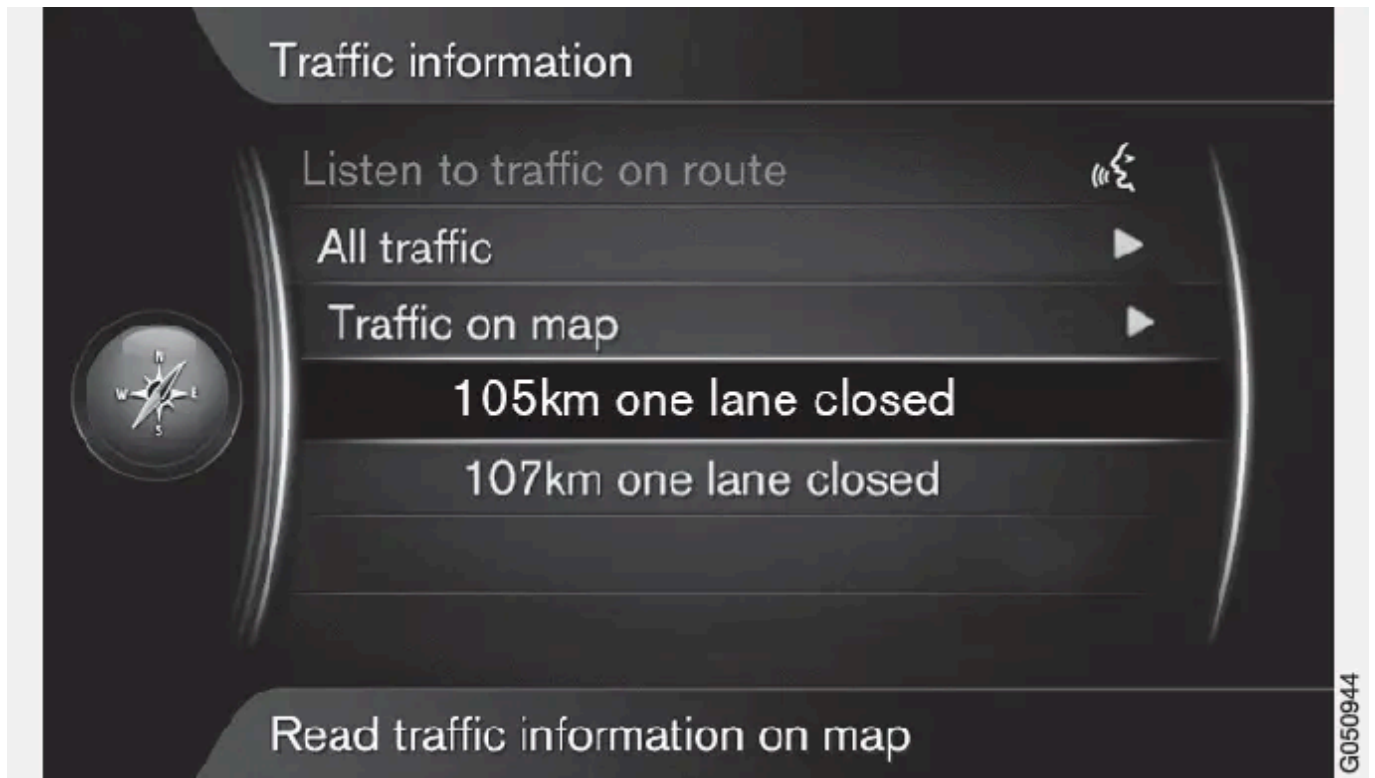 Traffic information
Listen to traffic on route
All traffic
Traffic on map
N
W E
S
105km one lane closed
107km one lane closed
Read traffic information on map
G050944